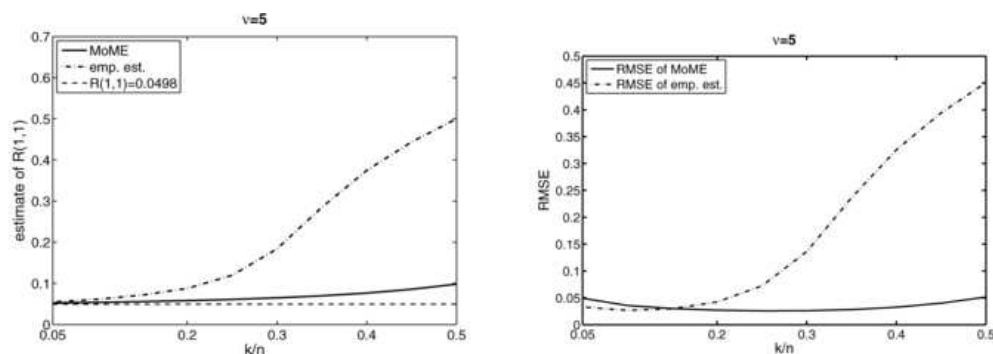 ν=5
0.7
MoME
emp. est.
R(1,1)=0.0498
0.6
0.5
0.4
0.3
0.2
0.1
0
estimate of R(1,1)
0.05 0.2 0.3 0.4 0.5
k/n
ν=5
0.5
RMSE of MoME
RMSE of emp. est.
0.45
0.4
0.35
0.3
0.25
0.2
0.15
0.1
0.05
0
RMSE
0.05 0.2 0.3 0.4 0.5
k/n